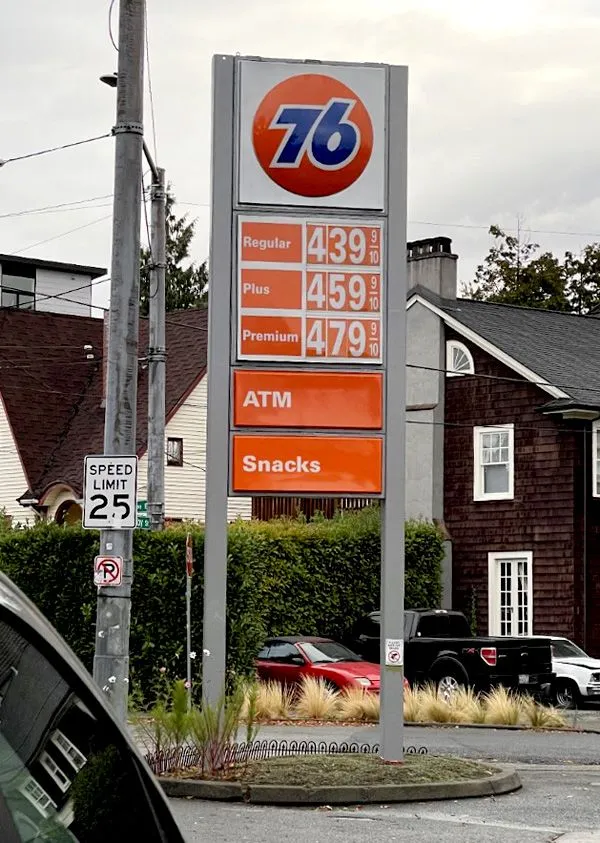 76
Regular 439 9/10
Plus 459 9/10
Premium 479 9/10
ATM
Snacks
SPEED
LIMIT
25
P